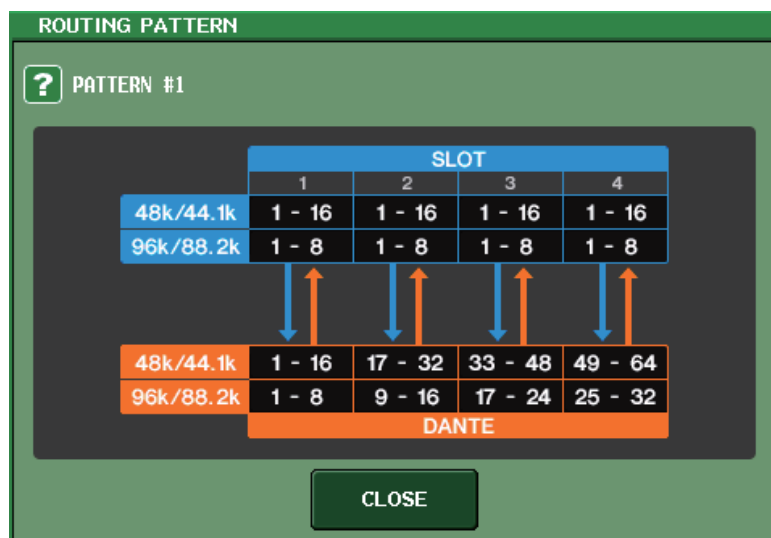 ROUTING PATTERN
? PATTERN #1
SLOT
1 2 3 4
48k/44.1k 1 - 16 1 - 16 1 - 16 1 - 16
96k/88.2k 1 - 8 1 - 8 1 - 8 1 - 8
48k/44.1k 1 - 16 17 - 32 33 - 48 49 - 64
96k/88.2k 1 - 8 9 - 16 17 - 24 25 - 32
DANTE
CLOSE